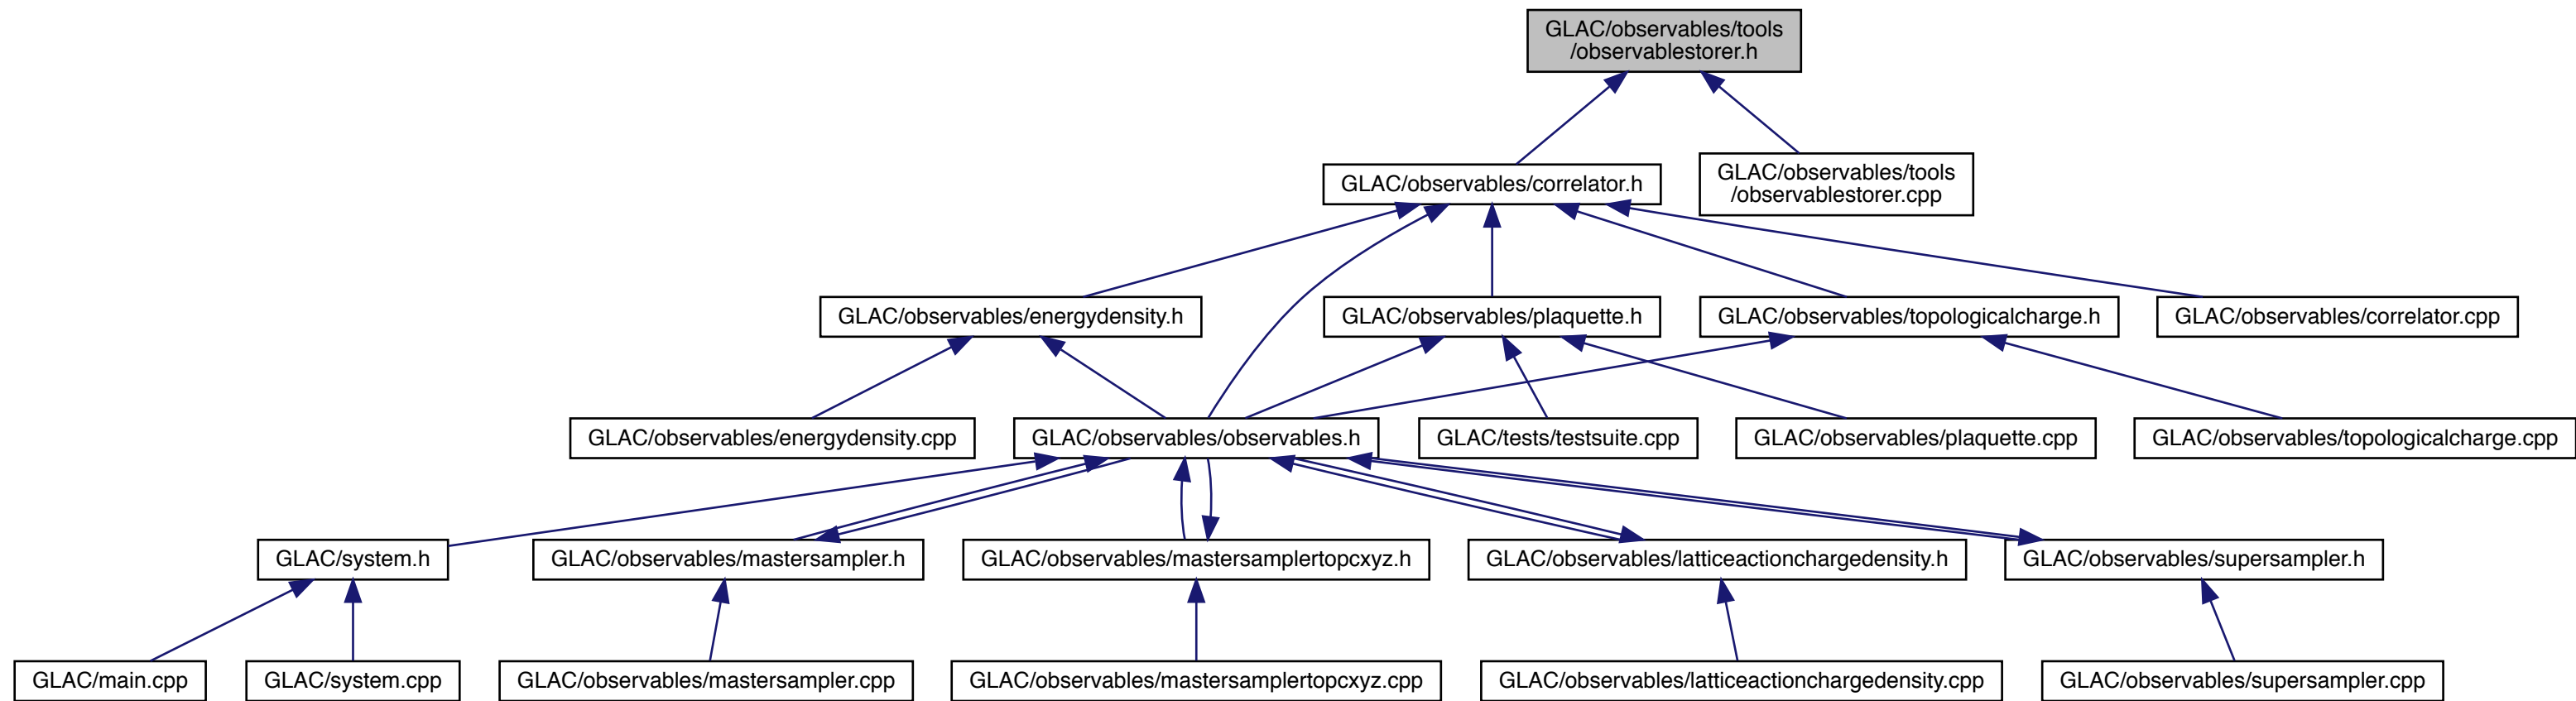 GLAC/observables/tools
/observablestorer.h
GLAC/observables/correlator.h
GLAC/observables/tools
/observablestorer.cpp
GLAC/observables/energydensity.h
GLAC/observables/plaquette.h
GLAC/observables/topologicalcharge.h
GLAC/observables/correlator.cpp
GLAC/observables/energydensity.cpp
GLAC/observables/observables.h
GLAC/tests/testsuite.cpp
GLAC/observables/plaquette.cpp
GLAC/observables/topologicalcharge.cpp
GLAC/system.h
GLAC/observables/mastersampler.h
GLAC/observables/mastersamplertopcxyz.h
GLAC/observables/latticeactionchargedensity.h
GLAC/observables/supersampler.h
GLAC/main.cpp
GLAC/system.cpp
GLAC/observables/mastersampler.cpp
GLAC/observables/mastersamplertopcxyz.cpp
GLAC/observables/latticeactionchargedensity.cpp
GLAC/observables/supersampler.cpp